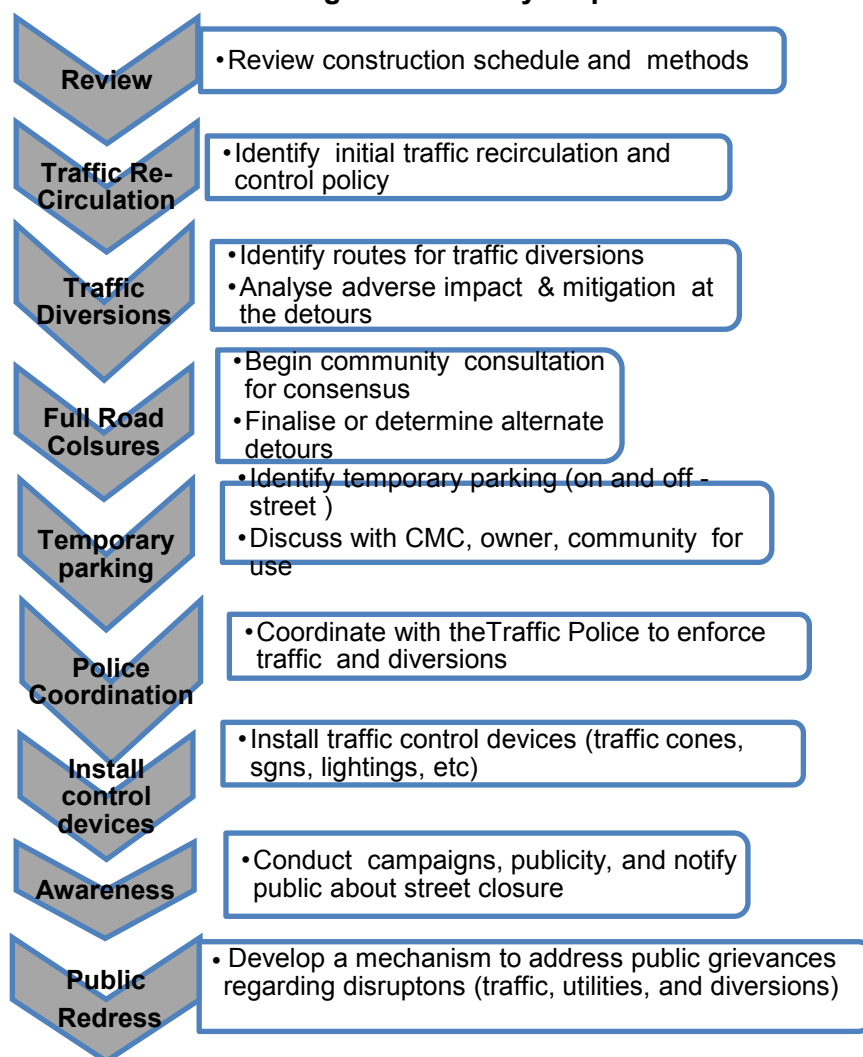 Review
•Review construction schedule and methods
Traffic Re-
Circulation
•Identify initial traffic recirculation and
control policy
Traffic
Diversions
•Identify routes for traffic diversions
•Analyse adverse impact & mitigation at
the detours
Full Road
Colsures
•Begin community consultation
for consensus
•Finalise or determine alternate
detours
Temporary
parking
•Identify temporary parking (on and off -
street )
•Discuss with CMC, owner, community for
use
Police
Coordination
•Coordinate with theTraffic Police to enforce
traffic and diversions
Install
control
devices
•Install traffic control devices (traffic cones,
sgns, lightings, etc)
Awareness
•Conduct campaigns, publicity, and notify
public about street closure
Public
Redress
• Develop a mechanism to address public grievances
regarding disruptons (traffic, utilities, and diversions)